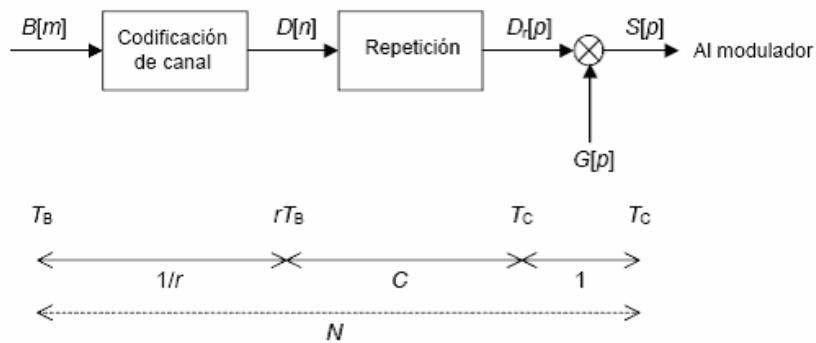 B[m]
Codificación
de canal
D[n]
Repetición
Dr[p]
S[p]
Al modulador
G[p]
TB
rTB
TC
TC
1/r
C
1
N